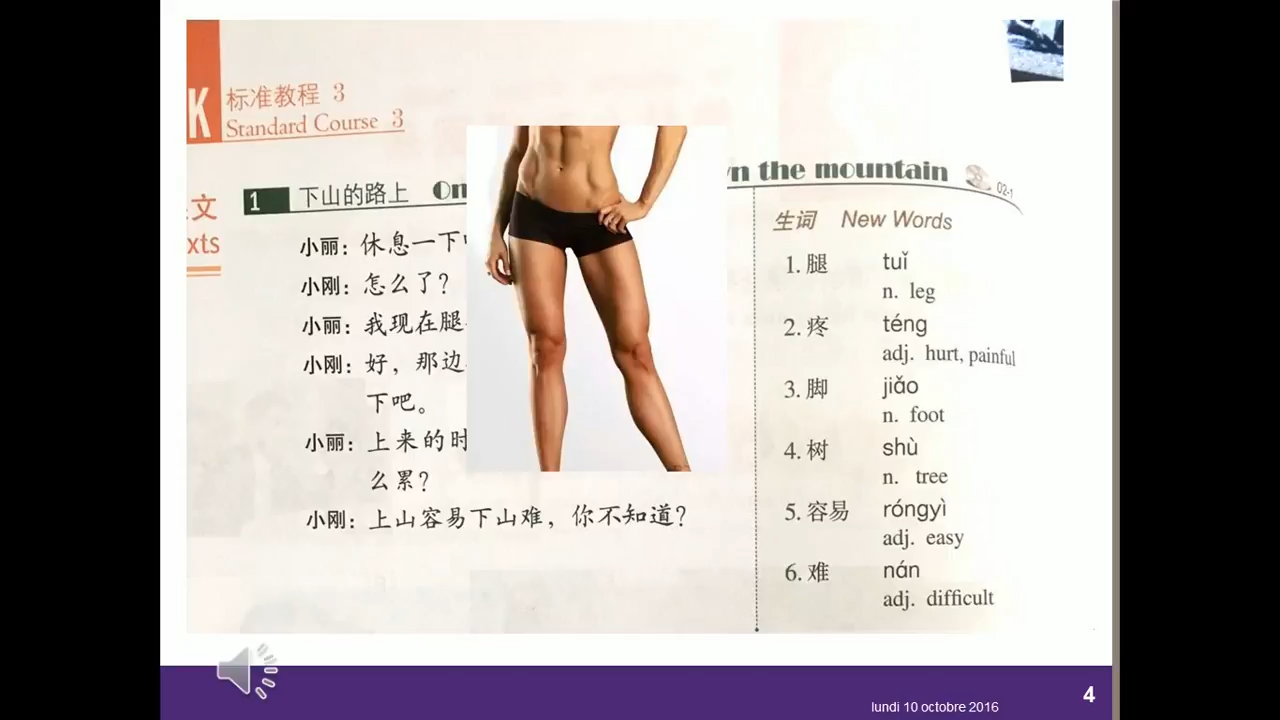 K
标准教程 3
Standard Course 3
文
xts
1 下山的路上 On
n the mountain
02-1
小丽：休息一下
小刚：怎么了？
小丽：我现在腿
小刚：好，那边
下吧。
小丽：上来的时
么累？
小刚：上山容易下山难，你不知道？
生词 New Words
1. 腿 tuǐ
n. leg
2. 疼 téng
adj. hurt, painful
3. 脚 jiǎo
n. foot
4. 树 shù
n. tree
5. 容易 róngyì
adj. easy
6. 难 nán
adj. difficult
lundi 10 octobre 2016
4